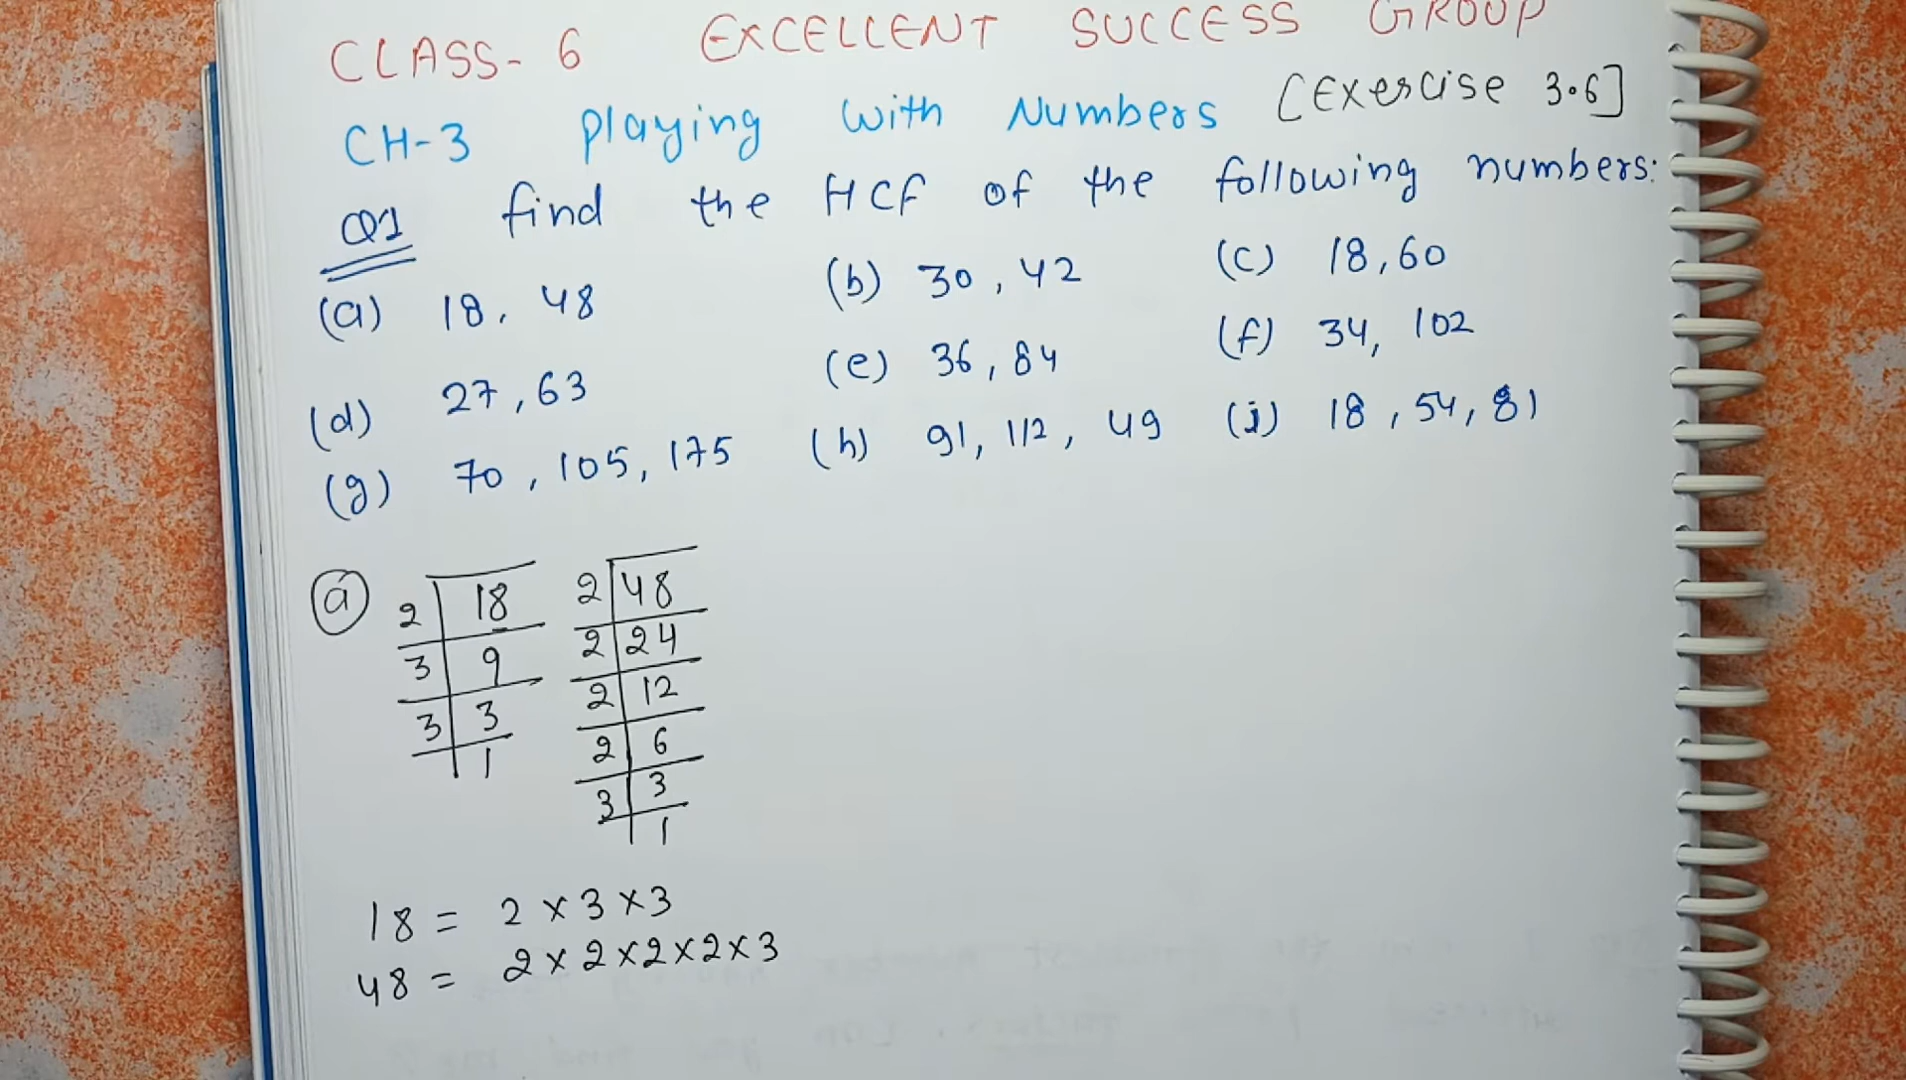 CLASS- 6 EXCELLENT SUCCESS GROUP
CH-3 Playing with Numbers [Exercise 3.6]
Q1 find the HCF of the following numbers:
(a) 18, 48 (b) 30, 42 (c) 18, 60
(d) 27, 63 (e) 36, 84 (f) 34, 102
(g) 70, 105, 175 (h) 91, 112, 49 (i) 18, 54, 81
(a) 2 | 18 2 | 48
3 | 9 2 | 24
3 | 3 2 | 12
| 1 2 | 6
3 | 3
| 1
18 = 2 × 3 × 3
48 = 2 × 2 × 2 × 2 × 3